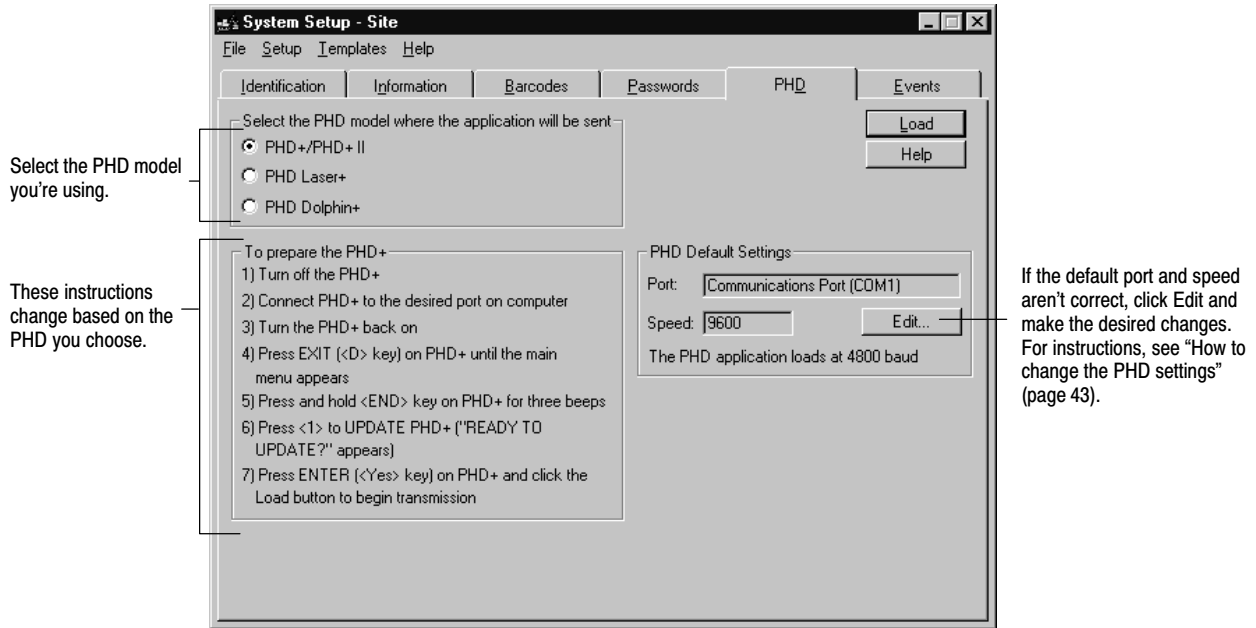 System Setup - Site
File Setup Templates Help
Identification Information Barcodes Passwords PHD Events
Select the PHD model where the application will be sent
PHD+/PHD+ II
PHD Laser+
PHD Dolphin+
Load
Help
Select the PHD model
you're using.
To prepare the PHD+
1) Turn off the PHD+
2) Connect PHD+ to the desired port on computer
3) Turn the PHD+ back on
4) Press EXIT (<D> key) on PHD+ until the main
menu appears
5) Press and hold <END> key on PHD+ for three beeps
6) Press <1> to UPDATE PHD+ ("READY TO
UPDATE?" appears)
7) Press ENTER (<Yes> key) on PHD+ and click the
Load button to begin transmission
These instructions
change based on the
PHD you choose.
PHD Default Settings
Port: Communications Port (COM1)
Speed: 9600 Edit...
The PHD application loads at 4800 baud
If the default port and speed
aren't correct, click Edit and
make the desired changes.
For instructions, see “How to
change the PHD settings”
(page 43).